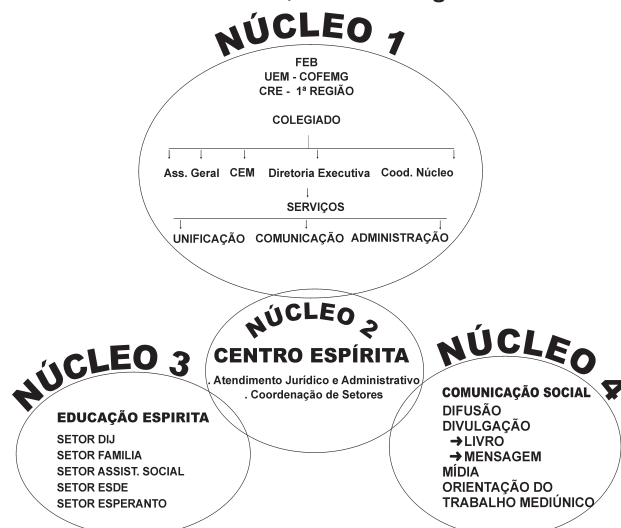 NÚCLEO 1
FEB
UEM - COFEMG
CRE - 1ª REGIÃO
COLEGIADO
Ass. Geral CEM Diretoria Executiva Cood. Núcleo
SERVIÇOS
UNIFICAÇÃO COMUNICAÇÃO ADMINISTRAÇÃO
NÚCLEO 2
CENTRO ESPÍRITA
. Atendimento Jurídico e Administrativo
. Coordenação de Setores
NÚCLEO 3
EDUCAÇÃO ESPIRITA
SETOR DIJ
SETOR FAMILIA
SETOR ASSIST. SOCIAL
SETOR ESDE
SETOR ESPERANTO
NÚCLEO 4
COMUNICAÇÃO SOCIAL
DIFUSÃO
DIVULGAÇÃO
➔LIVRO
➔MENSAGEM
MÍDIA
ORIENTAÇÃO DO
TRABALHO MEDIÚNICO